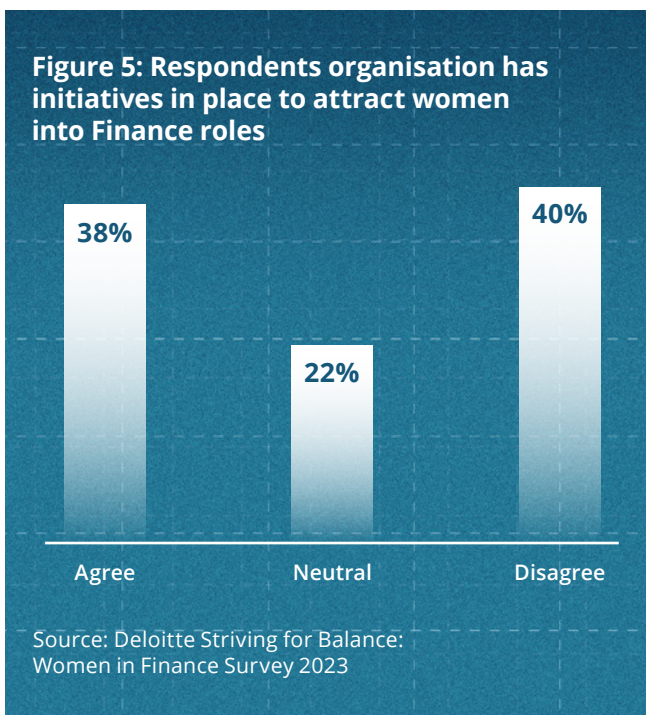 Figure 5: Respondents organisation has
initiatives in place to attract women
into Finance roles
38%
22%
40%
Agree
Neutral
Disagree
Source: Deloitte Striving for Balance:
Women in Finance Survey 2023